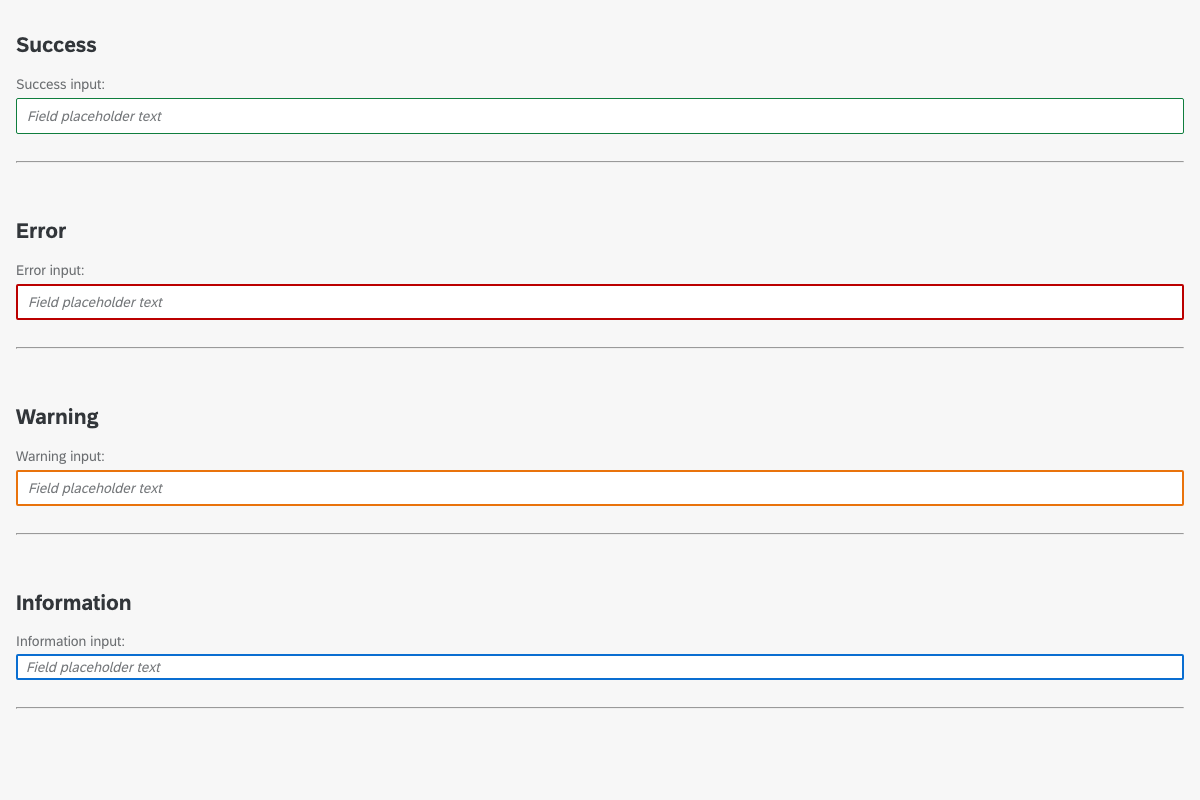 Success
Success input:
Field placeholder text
Error
Error input:
Field placeholder text
Warning
Warning input:
Field placeholder text
Information
Information input:
Field placeholder text